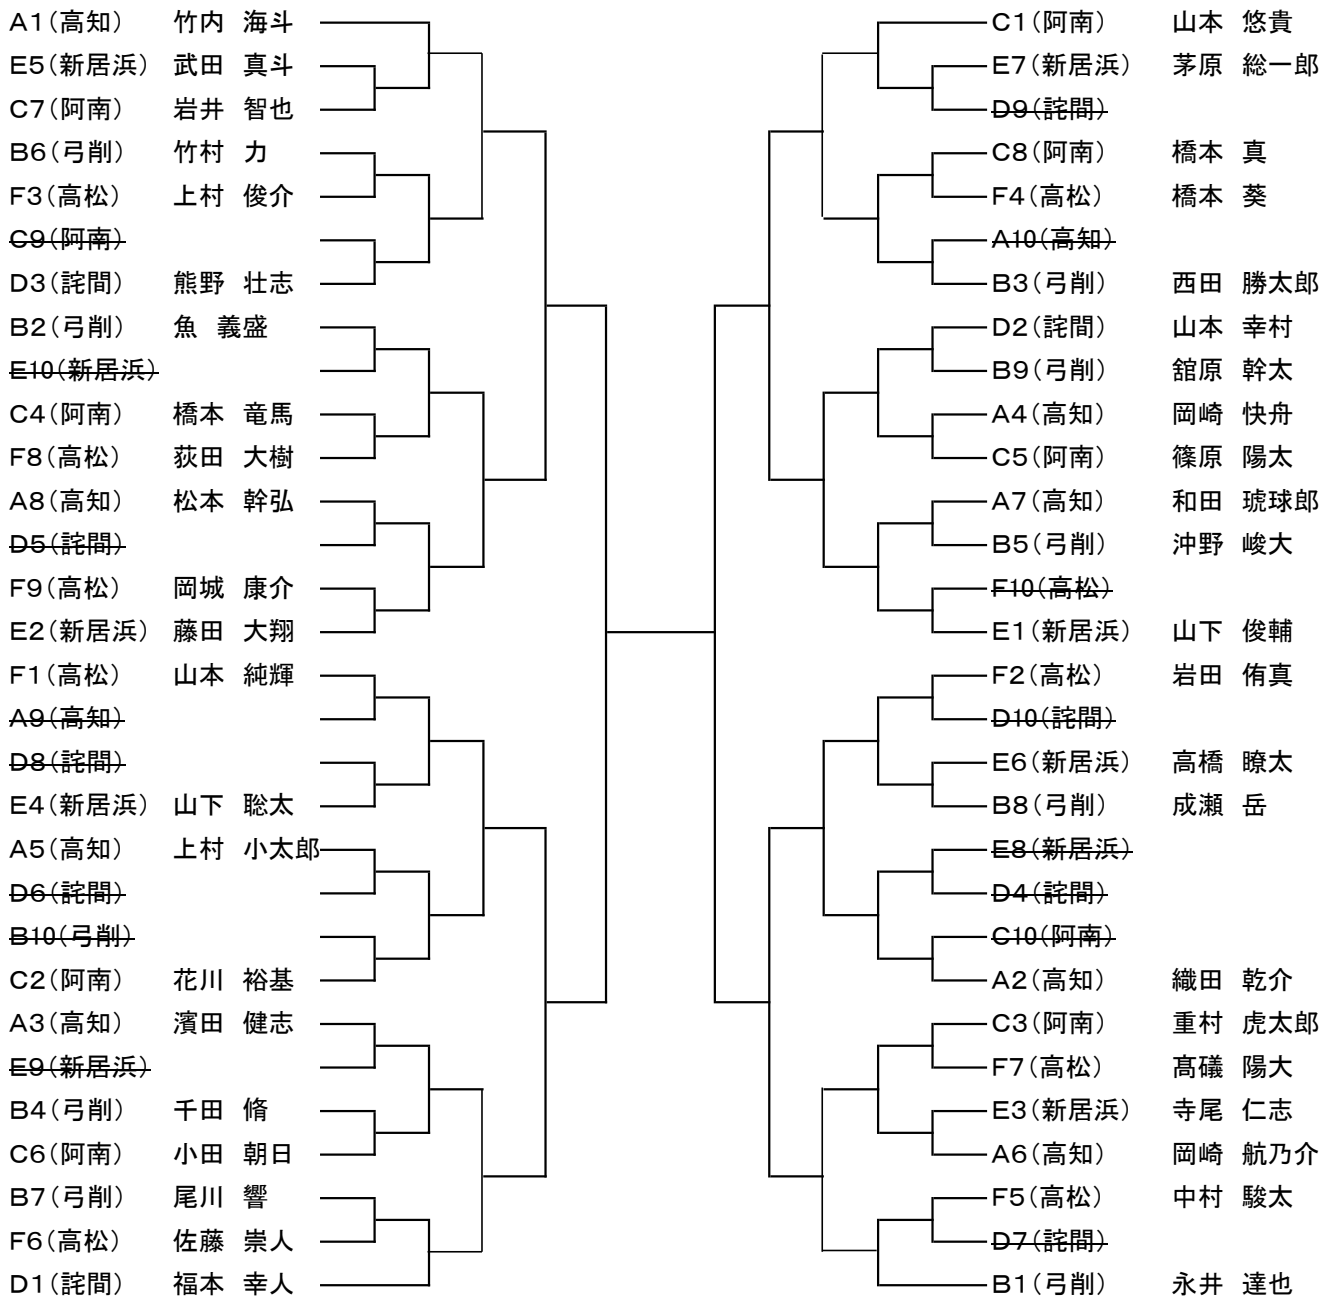 A1(高知) 竹内 海斗
E5(新居浜) 武田 真斗
C7(阿南) 岩井 智也
B6(弓削) 竹村 力
F3(高松) 上村 俊介
C9(阿南)
D3(詫間) 熊野 壮志
B2(弓削) 魚 義盛
E10(新居浜)
C4(阿南) 橋本 竜馬
F8(高松) 荻田 大樹
A8(高知) 松本 幹弘
D5(詫間)
F9(高松) 岡城 康介
E2(新居浜) 藤田 大翔
F1(高松) 山本 純輝
A9(高知)
D8(詫間)
E4(新居浜) 山下 聡太
A5(高知) 上村 小太郎
D6(詫間)
B10(弓削)
C2(阿南) 花川 裕基
A3(高知) 濱田 健志
E9(新居浜)
B4(弓削) 千田 脩
C6(阿南) 小田 朝日
B7(弓削) 尾川 響
F6(高松) 佐藤 崇人
D1(詫間) 福本 幸人
C1(阿南) 山本 悠貴
E7(新居浜) 茅原 総一郎
D9(詫間)
C8(阿南) 橋本 真
F4(高松) 橋本 葵
A10(高知)
B3(弓削) 西田 勝太郎
D2(詫間) 山本 幸村
B9(弓削) 舘原 幹太
A4(高知) 岡崎 快舟
C5(阿南) 篠原 陽太
A7(高知) 和田 琥球郎
B5(弓削) 沖野 峻大
F10(高松)
E1(新居浜) 山下 俊輔
F2(高松) 岩田 侑真
D10(詫間)
E6(新居浜) 高橋 瞭太
B8(弓削) 成瀬 岳
E8(新居浜)
D4(詫間)
C10(阿南)
A2(高知) 織田 乾介
C3(阿南) 重村 虎太郎
F7(高松) 髙礒 陽大
E3(新居浜) 寺尾 仁志
A6(高知) 岡崎 航乃介
F5(高松) 中村 駿太
D7(詫間)
B1(弓削) 永井 達也